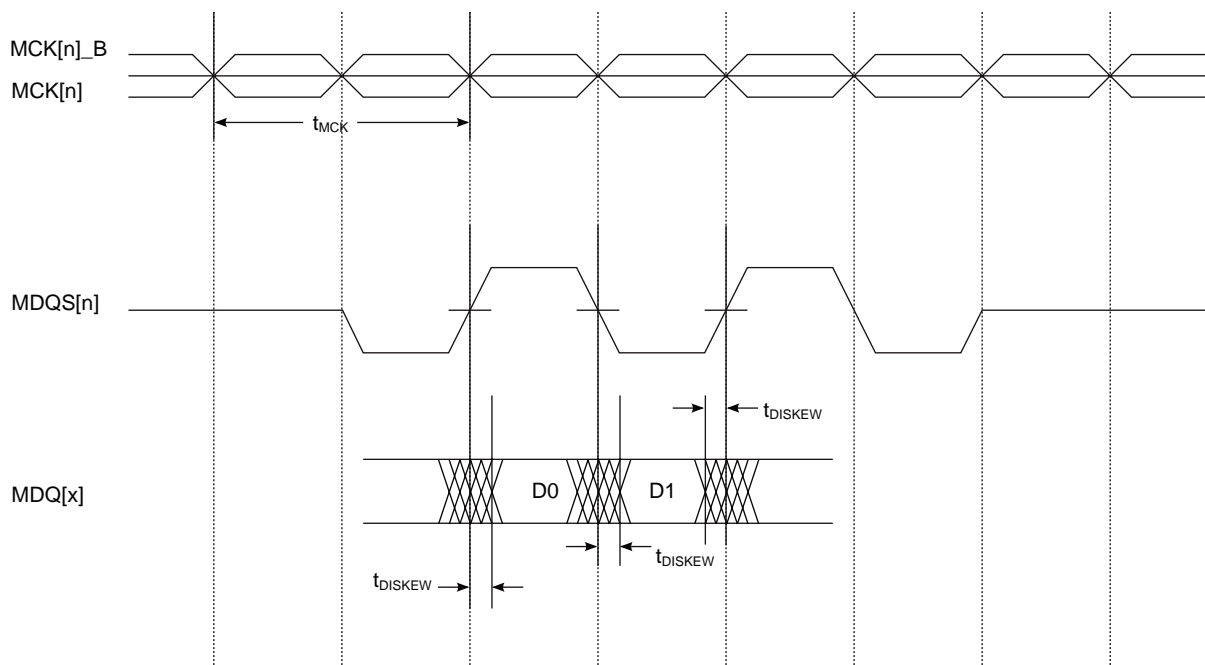 MCK[n]_B
MCK[n]
tMCK
MDQS[n]
tDISKEW
MDQ[x]
D0
D1
tDISKEW
tDISKEW